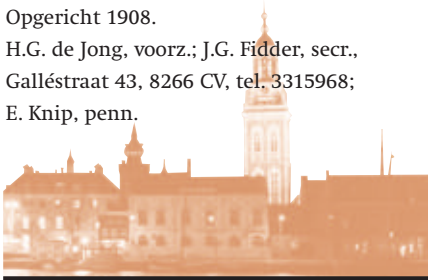 Opgericht 1908.
H.G. de Jong, voorz.; J.G. Fidder, secr.,
Galléstraat 43, 8266 CV, tel. 3315968;
E. Knip, penn.